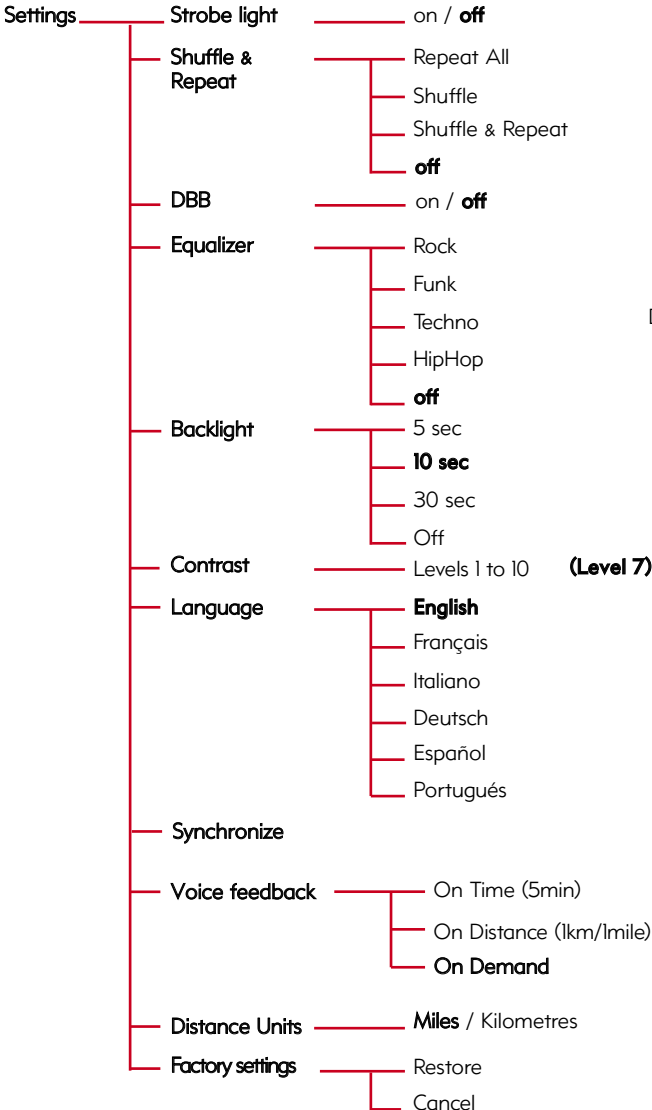 Settings Strobe light on / off
Shuffle & Repeat All
Repeat
Shuffle
Shuffle & Repeat
off
DBB on / off
Equalizer Rock
Funk
Techno
HipHop
off
Backlight 5 sec
10 sec
30 sec
Off
Contrast Levels 1 to 10 (Level 7)
Language English
Français
Italiano
Deutsch
Español
Portugués
Synchronize
Voice feedback On Time (5min)
On Distance (1km/1mile)
On Demand
Distance Units Miles / Kilometres
Factory settings Restore
Cancel